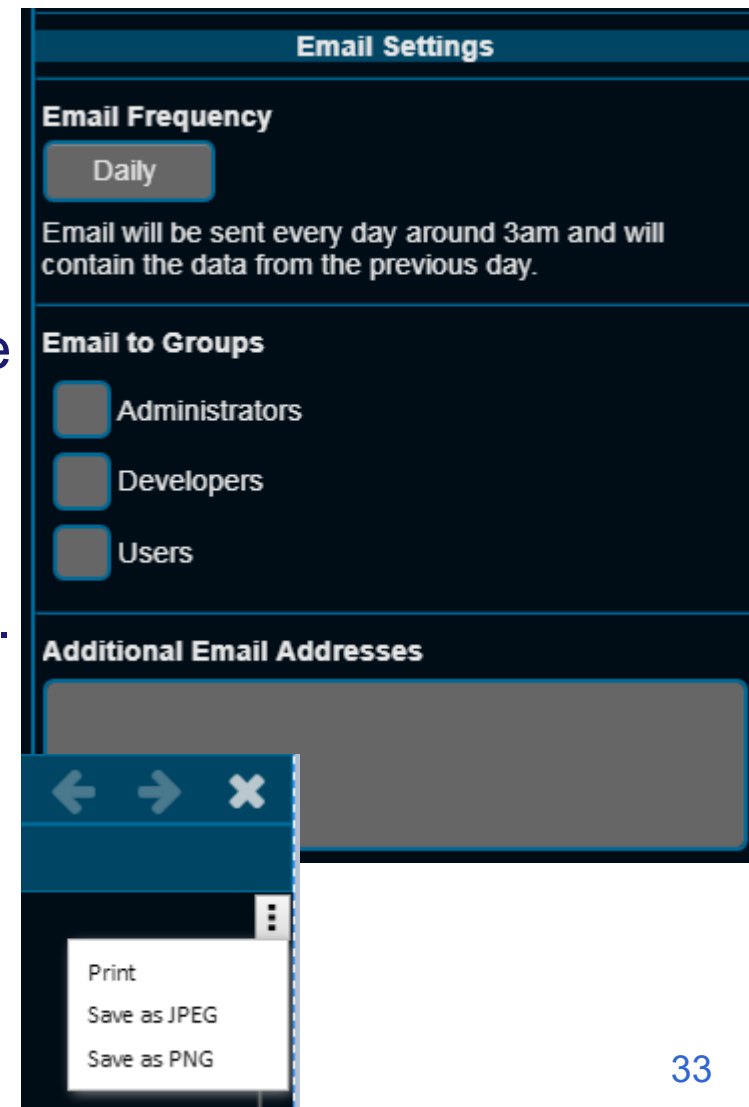 Email Settings
Email Frequency
Daily
Email will be sent every day around 3am and will
contain the data from the previous day.
e
Email to Groups
Administrators
Developers
Users
.
Additional Email Addresses
Print
Save as JPEG
Save as PNG
33